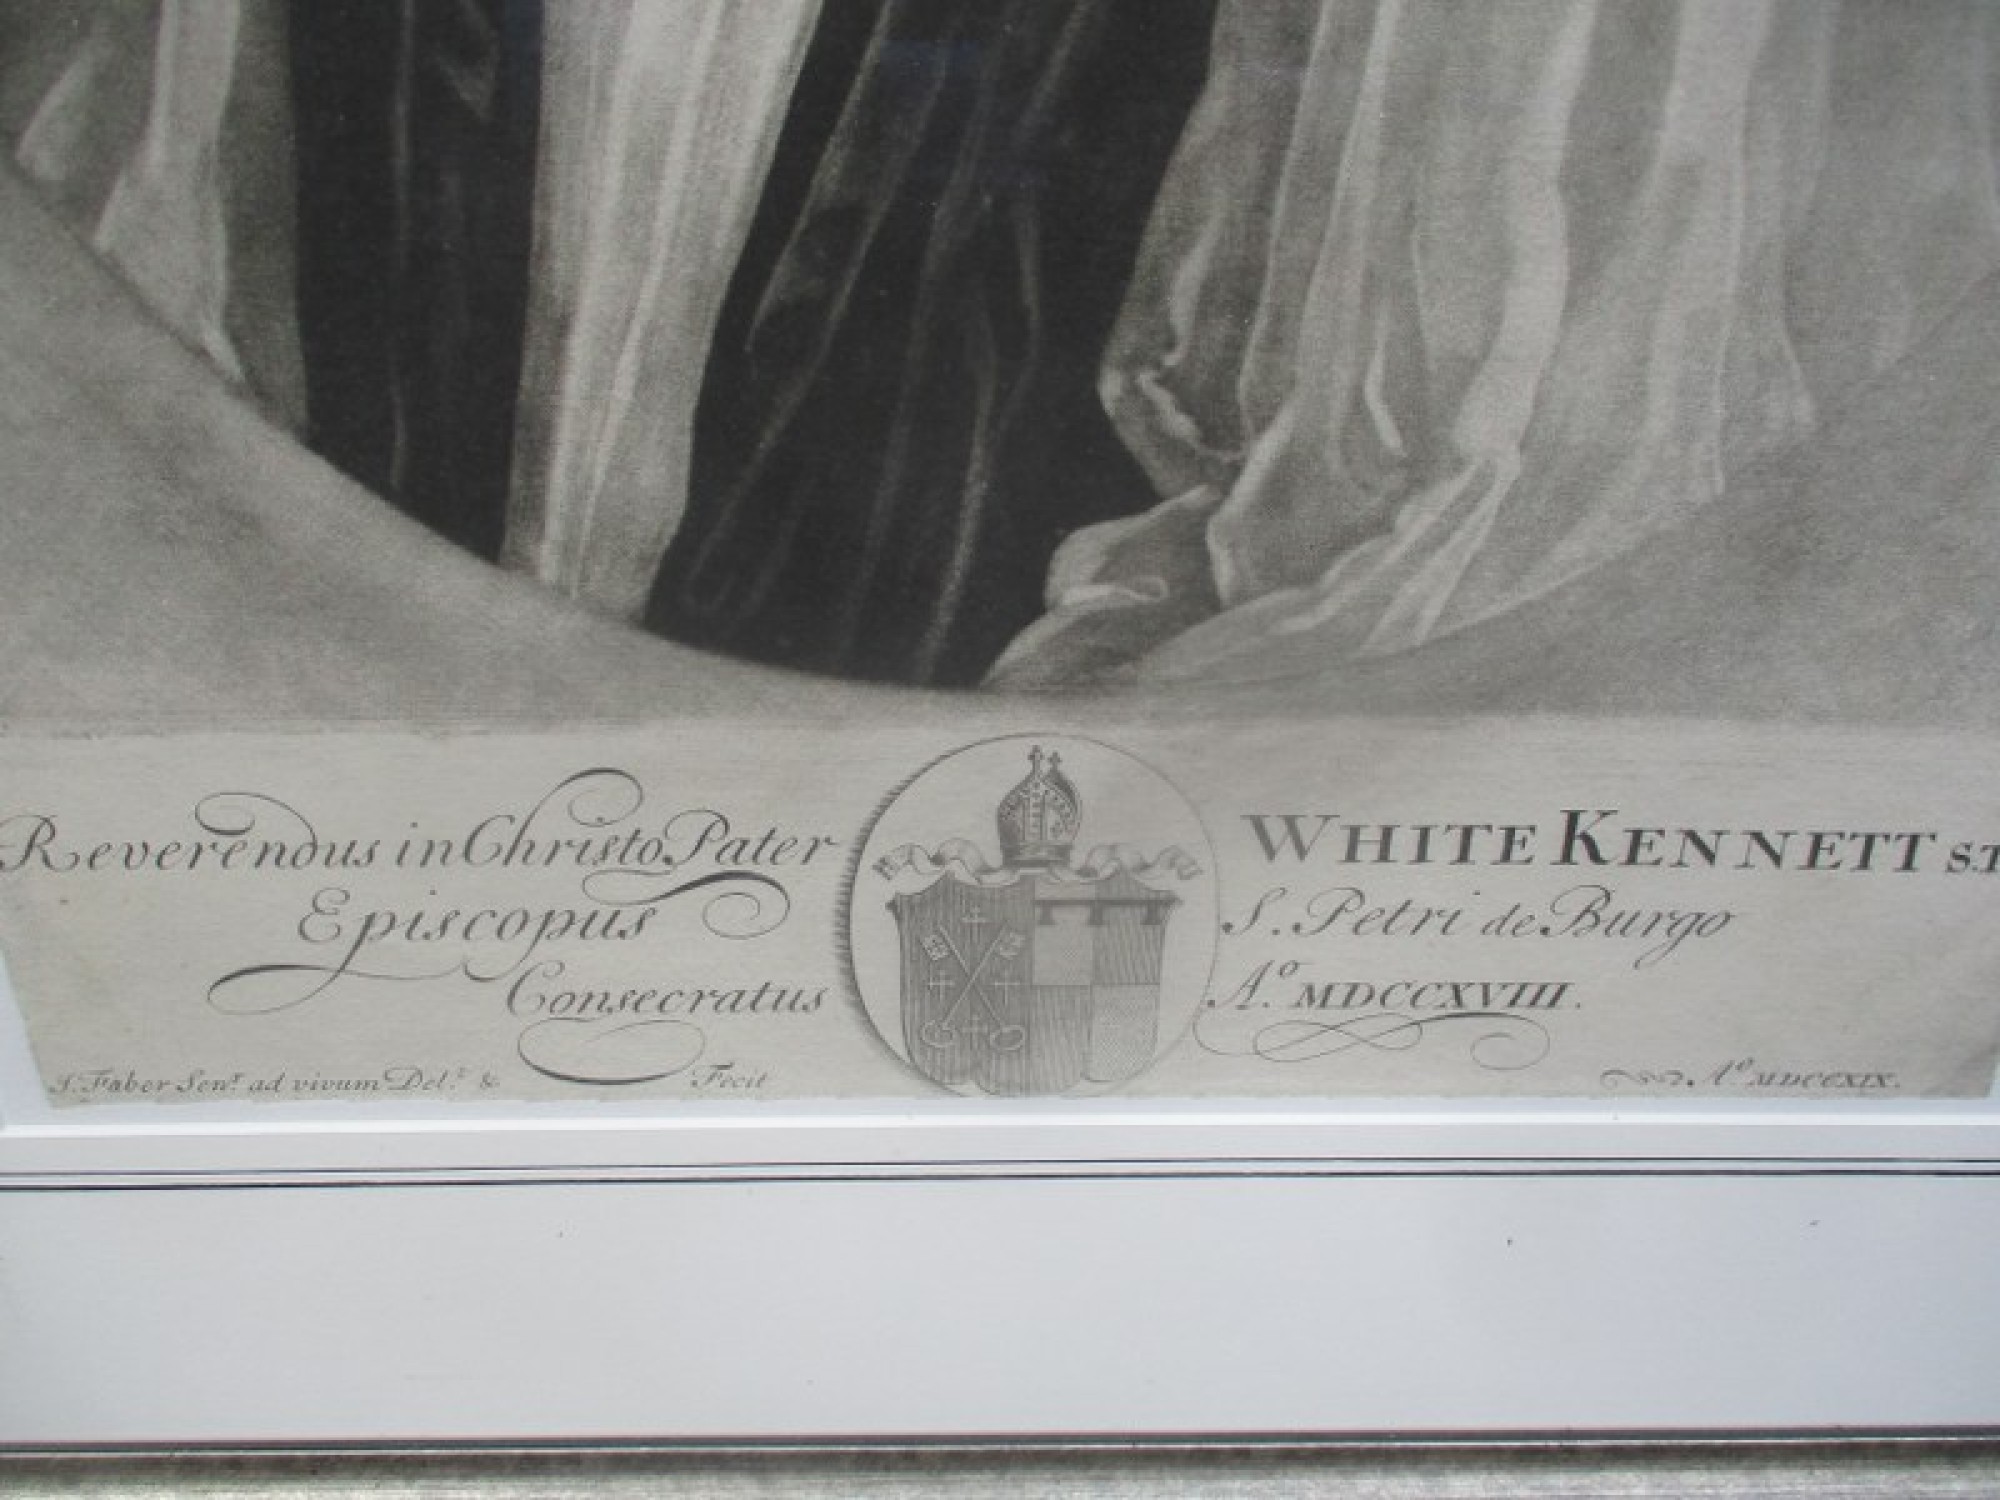 Reverendus in Christo Pater WHITE KENNETT S.T
Episcopus S. Petri de Burgo
Consecratus Aº. MDCCXVIII.
J. Faber Senr. ad vivum Delt. & Fecit Aº MDCCXIX.